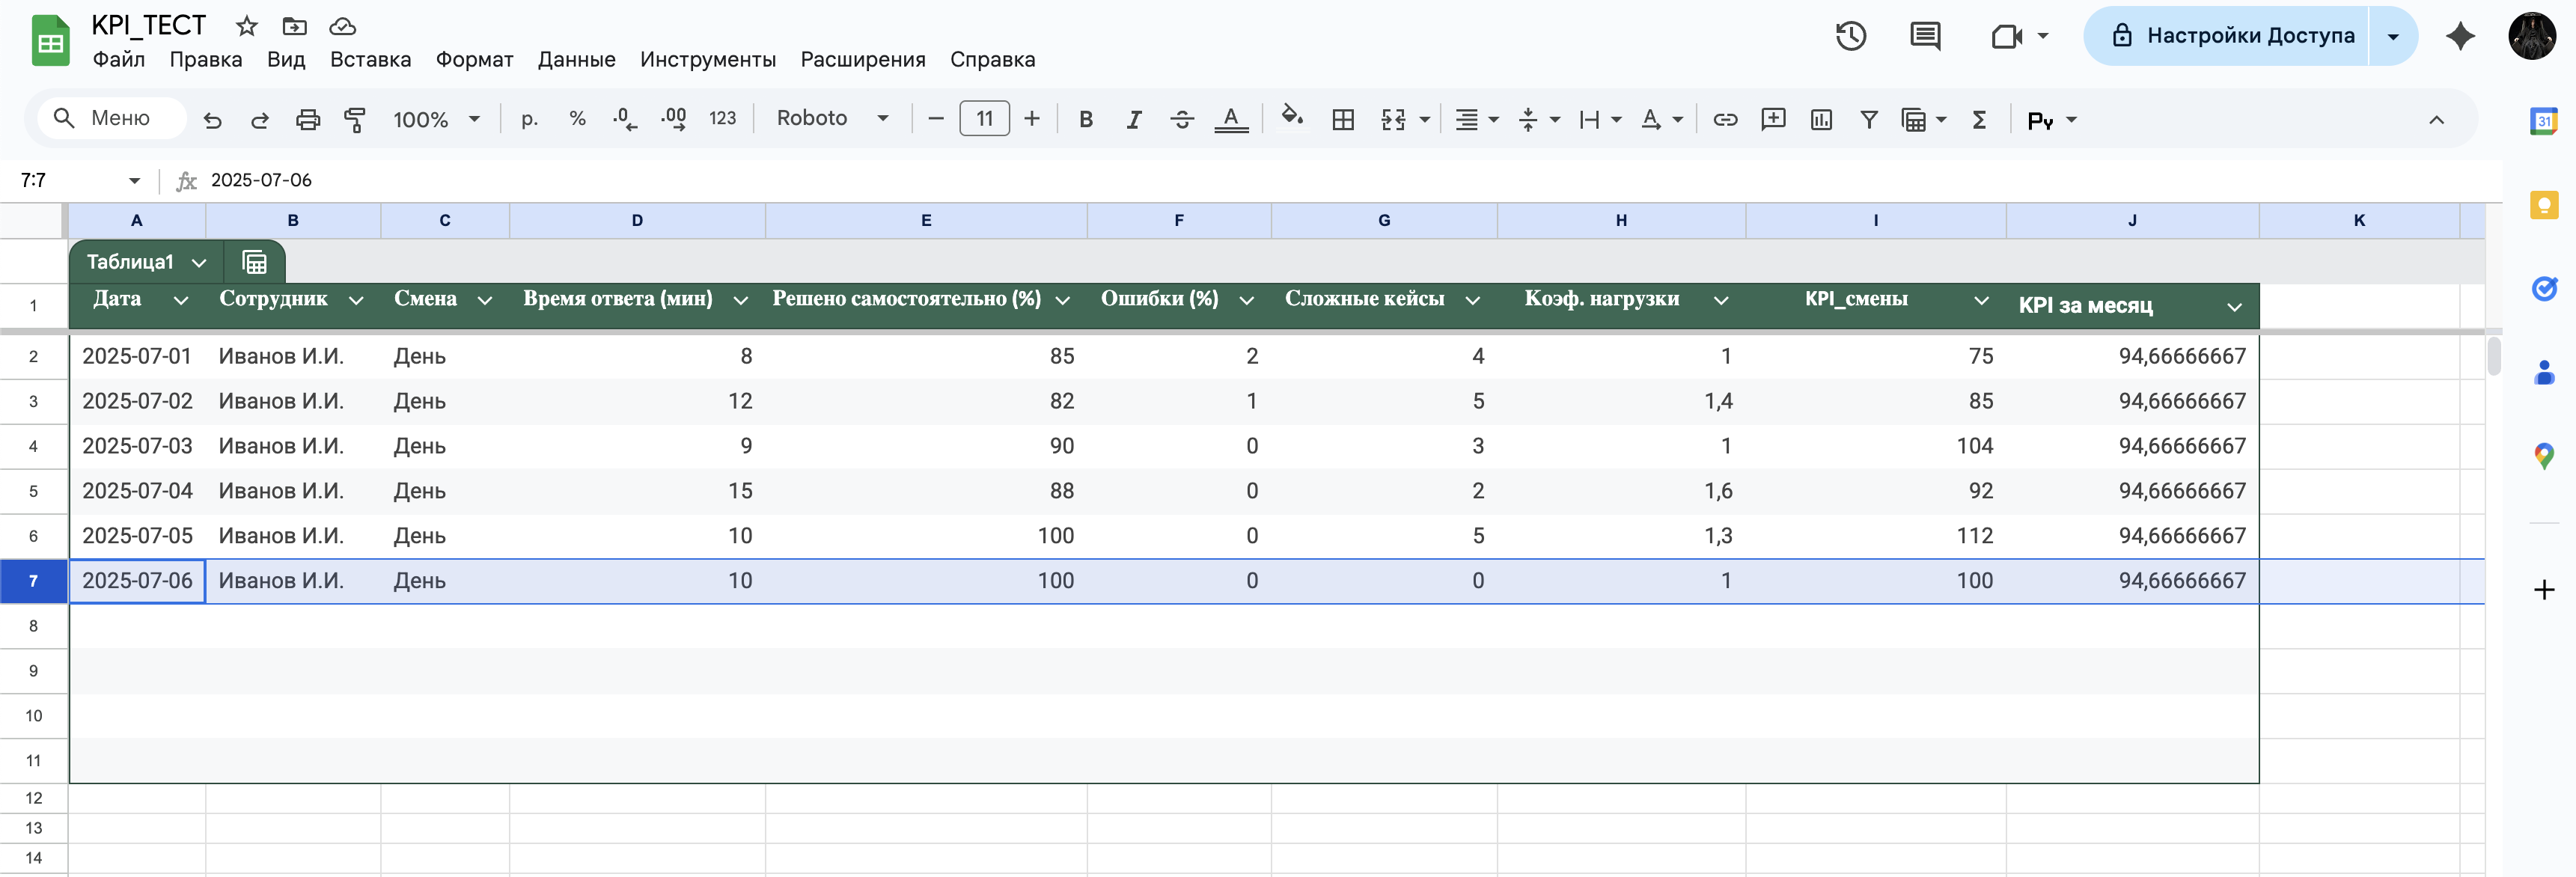 KPI_ТЕСТ
Файл Правка Вид Вставка Формат Данные Инструменты Расширения Справка
Настройки Доступа
Меню 100% р. % .0 .00 123 Roboto 11 B I A Pγ
31
7:7 fx 2025-07-06
A B C D E F G H I J K
Таблица1
1 Дата Сотрудник Смена Время ответа (мин) Решено самостоятельно (%) Ошибки (%) Сложные кейсы Коэф. нагрузки KPI_смены KPI за месяц
2 2025-07-01 Иванов И.И. День 8 85 2 4 1 75 94,66666667
3 2025-07-02 Иванов И.И. День 12 82 1 5 1,4 85 94,66666667
4 2025-07-03 Иванов И.И. День 9 90 0 3 1 104 94,66666667
5 2025-07-04 Иванов И.И. День 15 88 0 2 1,6 92 94,66666667
6 2025-07-05 Иванов И.И. День 10 100 0 5 1,3 112 94,66666667
7 2025-07-06 Иванов И.И. День 10 100 0 0 1 100 94,66666667
8
9
10
11
12
13
14